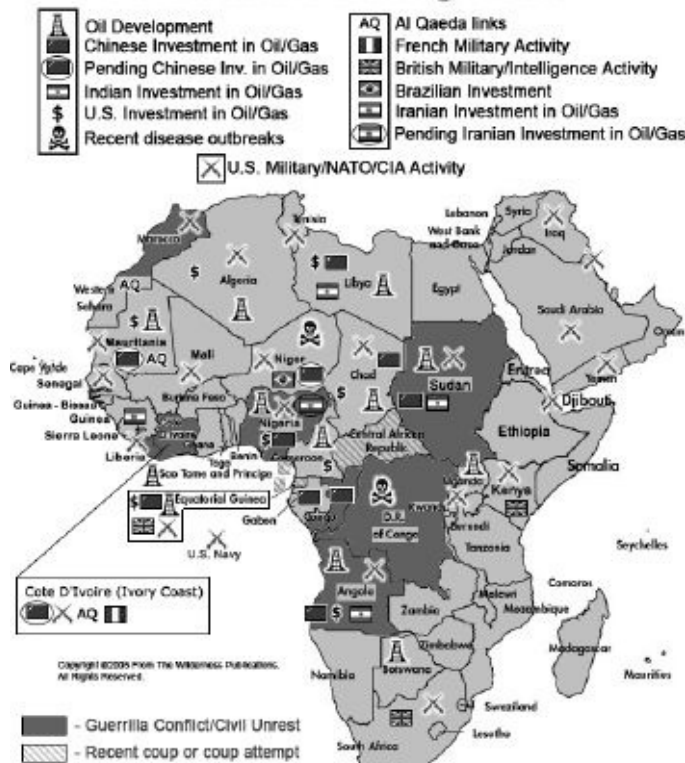 Oil Development
Chinese Investment in Oil/Gas
Pending Chinese Inv. in Oil/Gas
Indian Investment in Oil/Gas
$ U.S. Investment in Oil/Gas
Recent disease outbreaks
AQ Al Qaeda links
French Military Activity
British Military/Intelligence Activity
Brazilian Investment
Iranian Investment in Oil/Gas
Pending Iranian Investment in Oil/Gas
U.S. Military/NATO/CIA Activity
Morocco
Tunisia
Lebanon
Syria
Iraq
West Bank
Jordan
$ Algeria
$ Libya
Egypt
Western
Sahara
AQ
Saudi Arabia
Oman
$
Mauritania
AQ
Mali
Niger
Chad
Sudan
Eritrea
Yemen
Djibouti
Cape Verde
Senegal
Guinea - Bissau
Guinea
Sierra Leone
Liberia
Burkina Faso
D'Ivoire
Ghana
Togo
Benin
Nigeria
$
$
Cameroon
$
Central African
Republic
Ethiopia
Somalia
Sao Tome and Principe
$ Equatorial Guinea
Gabon
Congo
D.R.
of Congo
Uganda
Kenya
Rwanda
Burundi
Tanzania
Seychelles
U.S. Navy
Cote D'Ivoire (Ivory Coast)
AQ
Angola
$
Zambia
Malawi
Mozambique
Comoros
Madagascar
Mauritius
Zimbabwe
Namibia
Botswana
Swaziland
Lesotho
South Africa
Copyright ©2005 From The Wilderness Publications.
All Rights Reserved.
- Guerrilla Conflict/Civil Unrest
- Recent coup or coup attempt